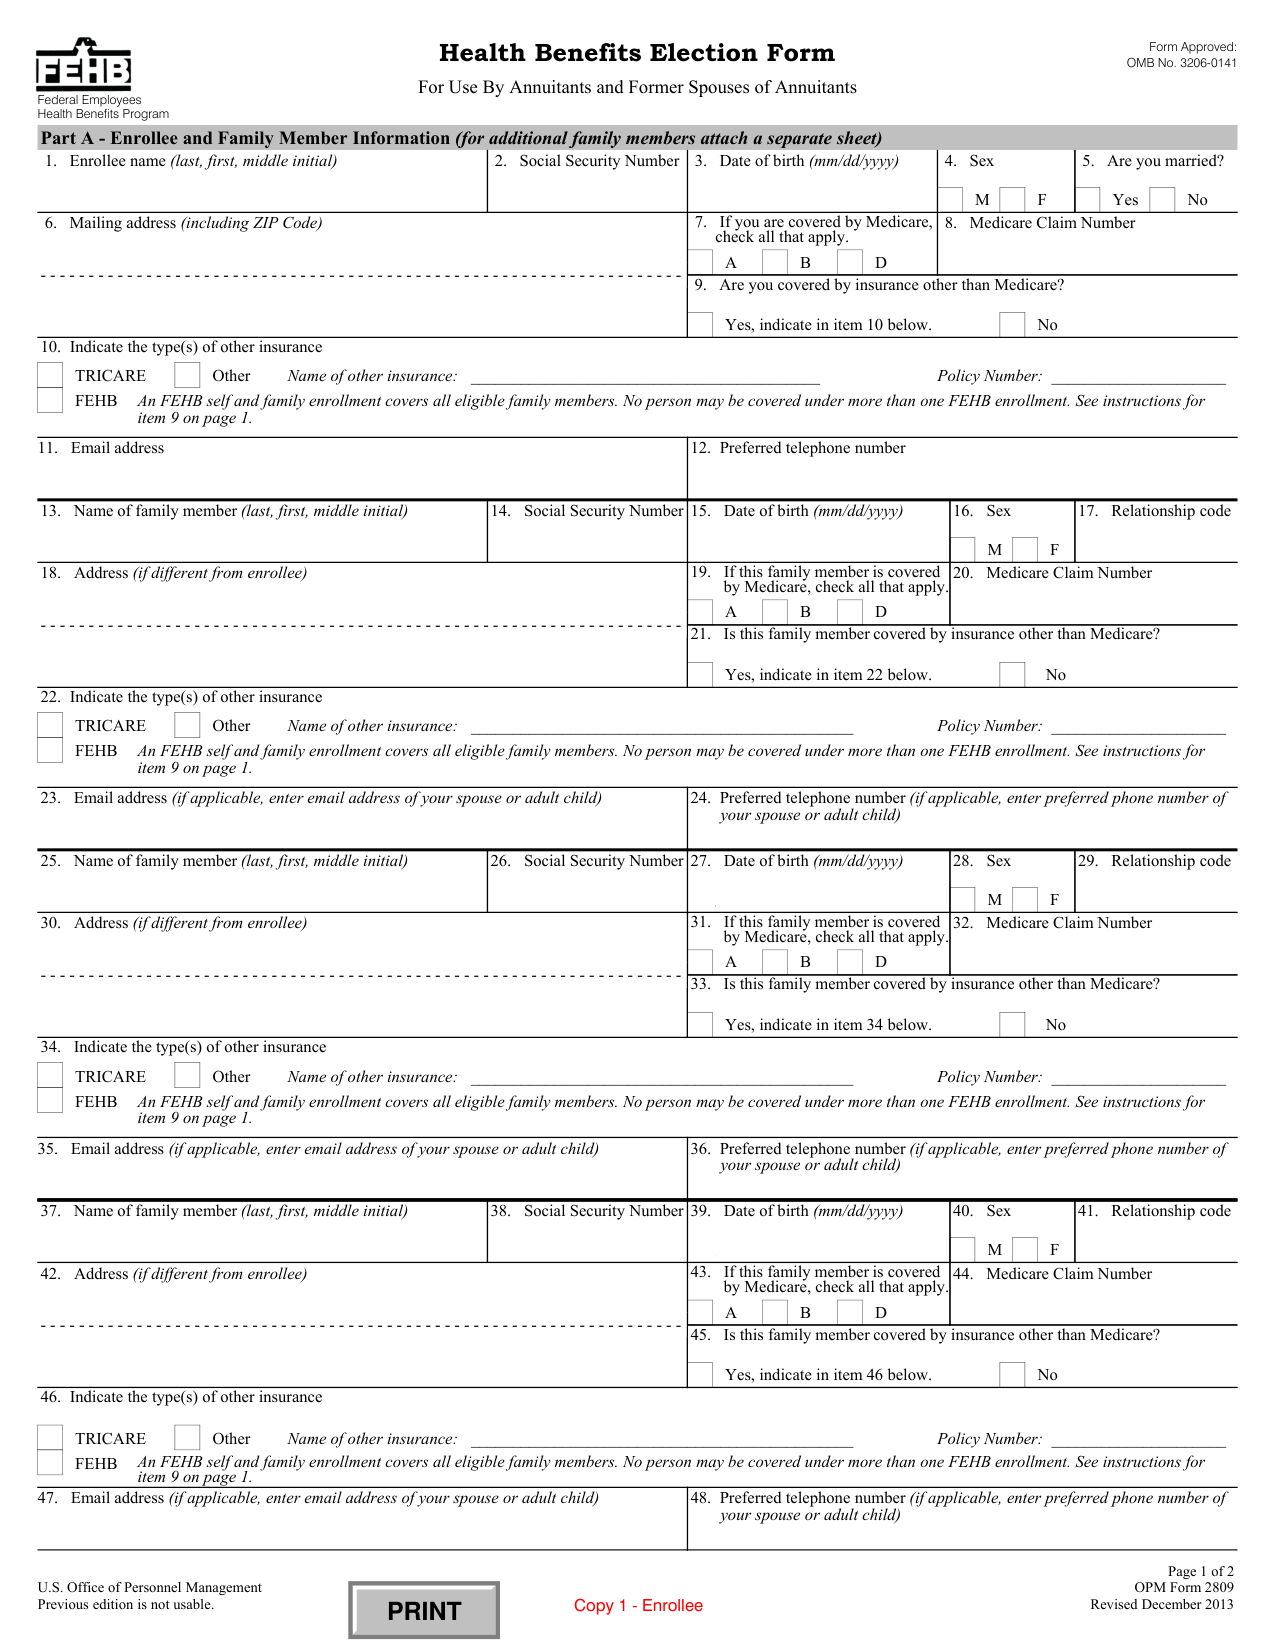 FEHB
Federal Employees
Health Benefits Program
Health Benefits Election Form
For Use By Annuitants and Former Spouses of Annuitants
Form Approved:
OMB No. 3206-0141
Part A - Enrollee and Family Member Information (for additional family members attach a separate sheet)
1. Enrollee name (last, first, middle initial) 2. Social Security Number 3. Date of birth (mm/dd/yyyy) 4. Sex 5. Are you married?
M F Yes No
6. Mailing address (including ZIP Code) 7. If you are covered by Medicare, check all that apply. 8. Medicare Claim Number
A B D
9. Are you covered by insurance other than Medicare?
Yes, indicate in item 10 below. No
10. Indicate the type(s) of other insurance
TRICARE Other Name of other insurance: Policy Number:
FEHB An FEHB self and family enrollment covers all eligible family members. No person may be covered under more than one FEHB enrollment. See instructions for
item 9 on page 1.
11. Email address 12. Preferred telephone number
13. Name of family member (last, first, middle initial) 14. Social Security Number 15. Date of birth (mm/dd/yyyy) 16. Sex 17. Relationship code
M F
18. Address (if different from enrollee) 19. If this family member is covered by Medicare, check all that apply. 20. Medicare Claim Number
A B D
21. Is this family member covered by insurance other than Medicare?
Yes, indicate in item 22 below. No
22. Indicate the type(s) of other insurance
TRICARE Other Name of other insurance: Policy Number:
FEHB An FEHB self and family enrollment covers all eligible family members. No person may be covered under more than one FEHB enrollment. See instructions for
item 9 on page 1.
23. Email address (if applicable, enter email address of your spouse or adult child) 24. Preferred telephone number (if applicable, enter preferred phone number of
your spouse or adult child)
25. Name of family member (last, first, middle initial) 26. Social Security Number 27. Date of birth (mm/dd/yyyy) 28. Sex 29. Relationship code
M F
30. Address (if different from enrollee) 31. If this family member is covered by Medicare, check all that apply. 32. Medicare Claim Number
A B D
33. Is this family member covered by insurance other than Medicare?
Yes, indicate in item 34 below. No
34. Indicate the type(s) of other insurance
TRICARE Other Name of other insurance: Policy Number:
FEHB An FEHB self and family enrollment covers all eligible family members. No person may be covered under more than one FEHB enrollment. See instructions for
item 9 on page 1.
35. Email address (if applicable, enter email address of your spouse or adult child) 36. Preferred telephone number (if applicable, enter preferred phone number of
your spouse or adult child)
37. Name of family member (last, first, middle initial) 38. Social Security Number 39. Date of birth (mm/dd/yyyy) 40. Sex 41. Relationship code
M F
42. Address (if different from enrollee) 43. If this family member is covered by Medicare, check all that apply. 44. Medicare Claim Number
A B D
45. Is this family member covered by insurance other than Medicare?
Yes, indicate in item 46 below. No
46. Indicate the type(s) of other insurance
TRICARE Other Name of other insurance: Policy Number:
FEHB An FEHB self and family enrollment covers all eligible family members. No person may be covered under more than one FEHB enrollment. See instructions for
item 9 on page 1.
47. Email address (if applicable, enter email address of your spouse or adult child) 48. Preferred telephone number (if applicable, enter preferred phone number of
your spouse or adult child)
U.S. Office of Personnel Management
Previous edition is not usable.
PRINT
Copy 1 - Enrollee
Page 1 of 2
OPM Form 2809
Revised December 2013